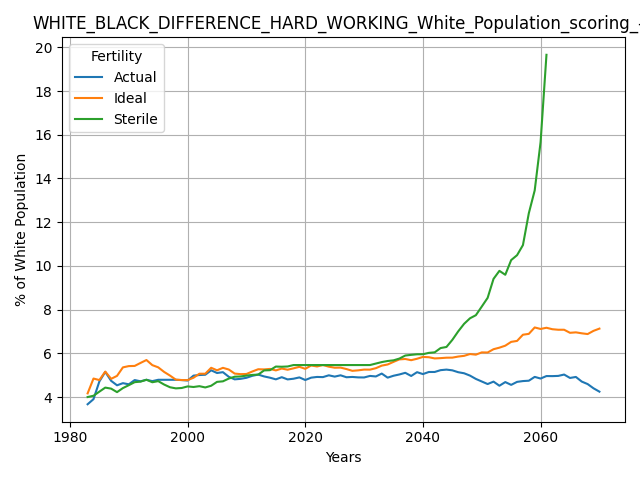 WHITE_BLACK_DIFFERENCE_HARD_WORKING_White_Population_scoring_-
Fertility
Actual
Ideal
Sterile
% of White Population
20
18
16
14
12
10
8
6
4
1980
2000
2020
2040
2060
Years